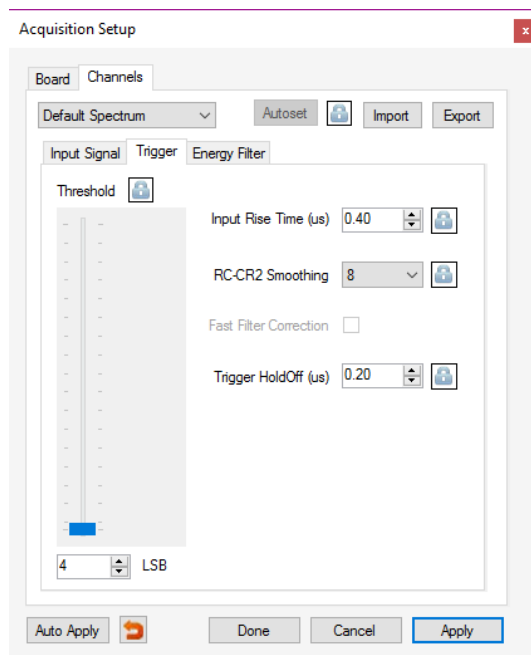 Acquisition Setup
x
Board Channels
Default Spectrum Autoset Import Export
Input Signal Trigger Energy Filter
Threshold
Input Rise Time (us) 0.40
RC-CR2 Smoothing 8
Fast Filter Correction
Trigger HoldOff (us) 0.20
4 LSB
Auto Apply Done Cancel Apply